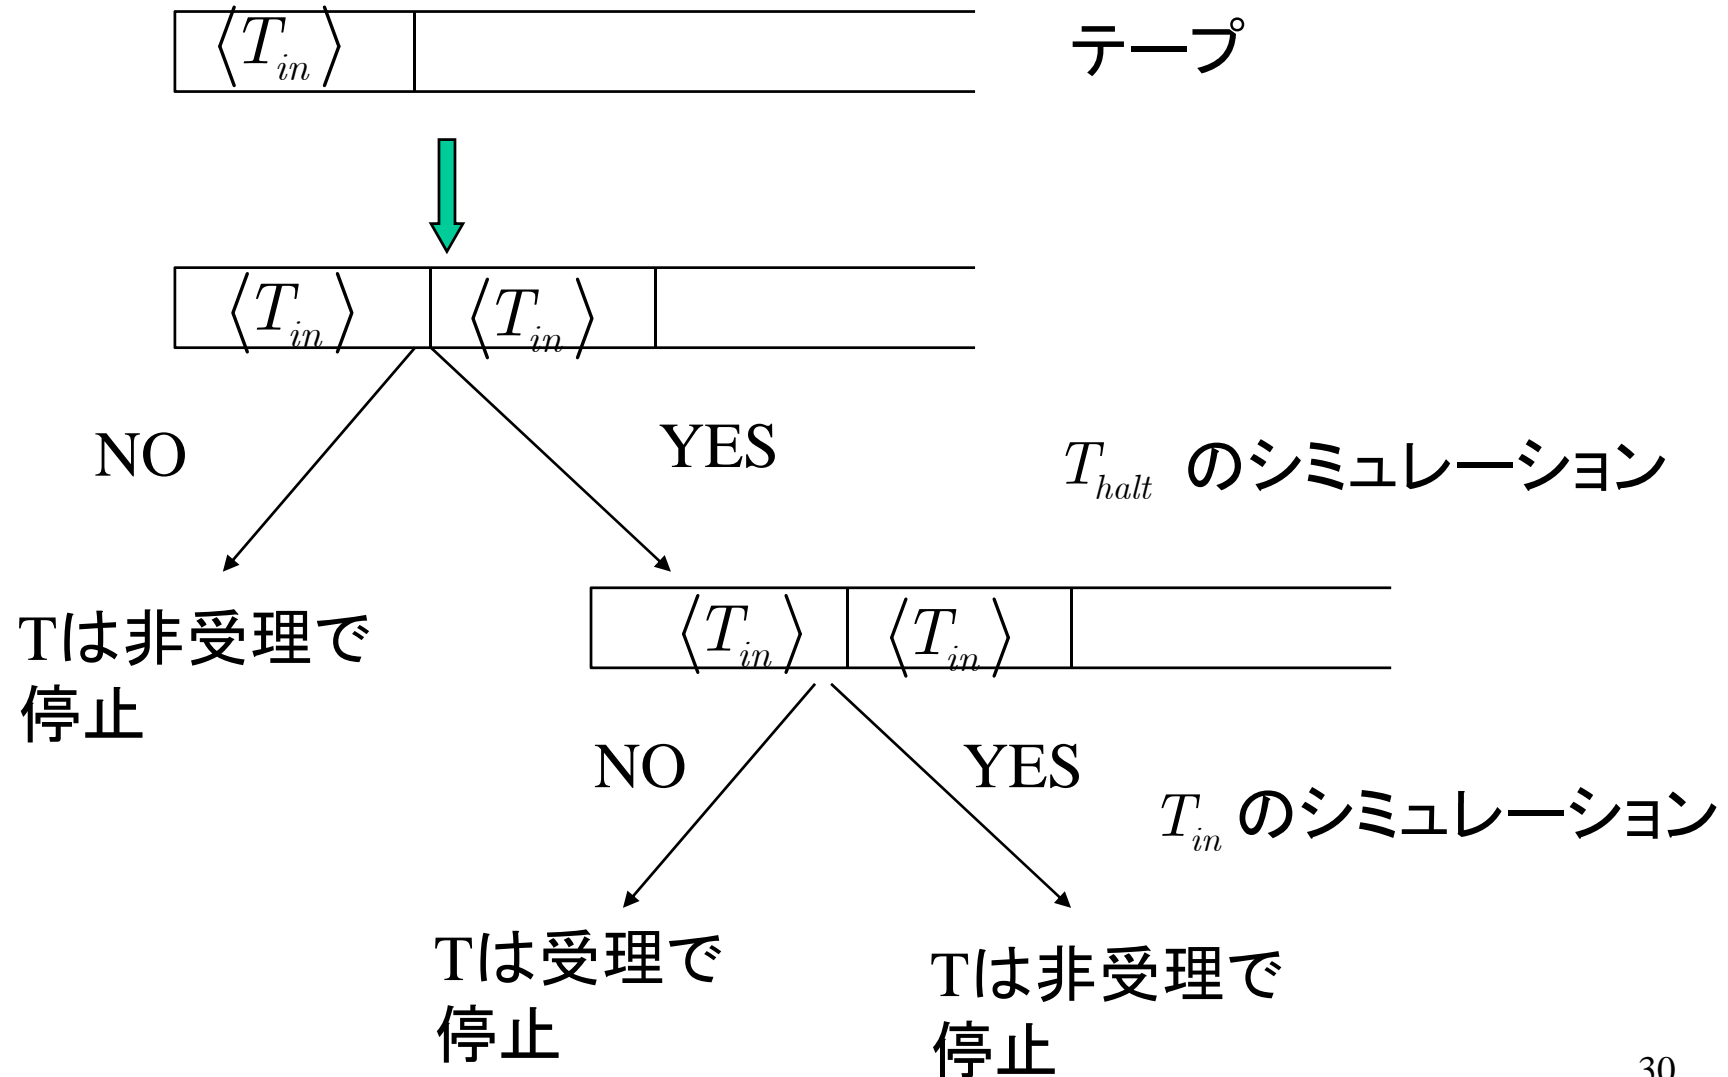 ⟨T_in⟩
テープ
⟨T_in⟩ ⟨T_in⟩
NO
YES
T_halt のシミュレーション
⟨T_in⟩ ⟨T_in⟩
Tは非受理で
停止
NO
YES
T_in のシミュレーション
Tは受理で
停止
Tは非受理で
停止
30